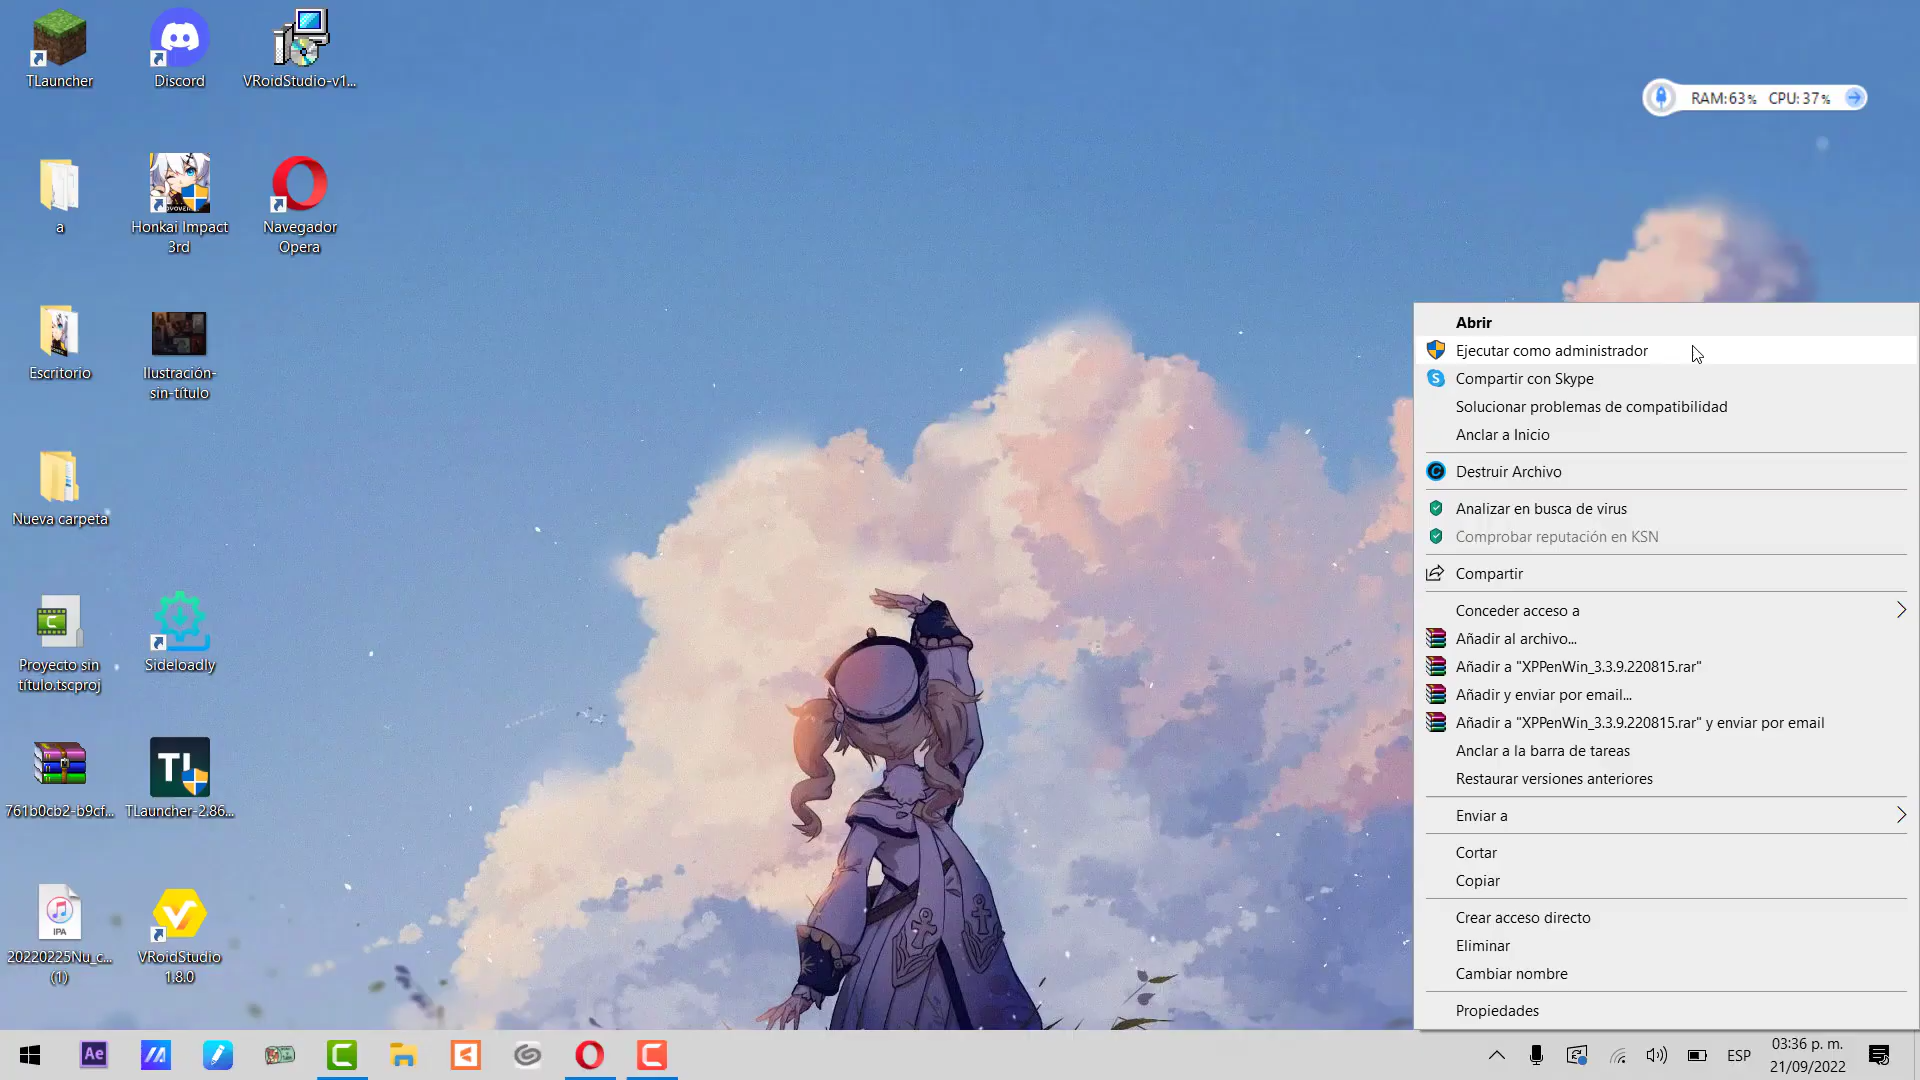 TLauncher
Discord
VRoidStudio-v1...
RAM:63% CPU:37%
a
Honkai Impact
3rd
Navegador
Opera
Escritorio
Ilustración-
sin-título
Nueva carpeta
Proyecto sin
título.tscproj
Sideloadly
761b0cb2-b9cf...
TL
TLauncher-2.86...
IPA
20220225Nu_c...
(1)
VRoidStudio
1.8.0
Abrir
Ejecutar como administrador
Compartir con Skype
Solucionar problemas de compatibilidad
Anclar a Inicio
Destruir Archivo
Analizar en busca de virus
Comprobar reputación en KSN
Compartir
Conceder acceso a
Añadir al archivo...
Añadir a "XPPenWin_3.3.9.220815.rar"
Añadir y enviar por email...
Añadir a "XPPenWin_3.3.9.220815.rar" y enviar por email
Anclar a la barra de tareas
Restaurar versiones anteriores
Enviar a
Cortar
Copiar
Crear acceso directo
Eliminar
Cambiar nombre
Propiedades
Ae
ESP
03:36 p. m.
21/09/2022